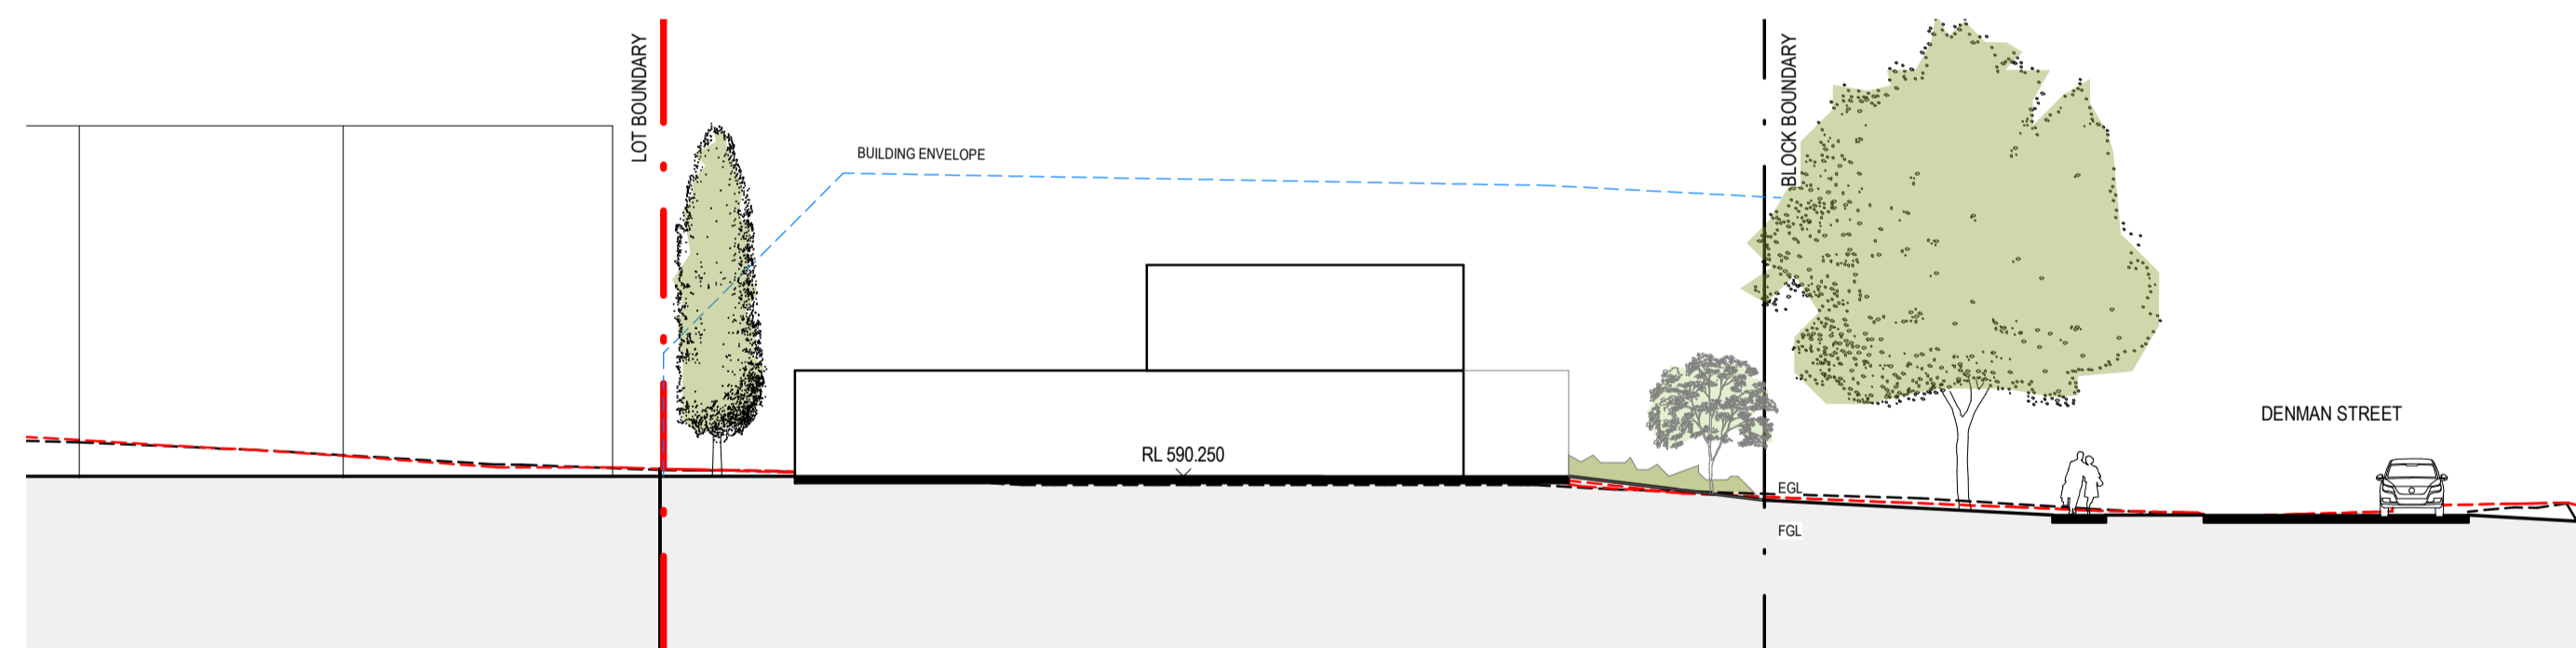 LOT BOUNDARY
BUILDING ENVELOPE
BLOCK BOUNDARY
DENMAN STREET
RL 590.250
EGL
FGL